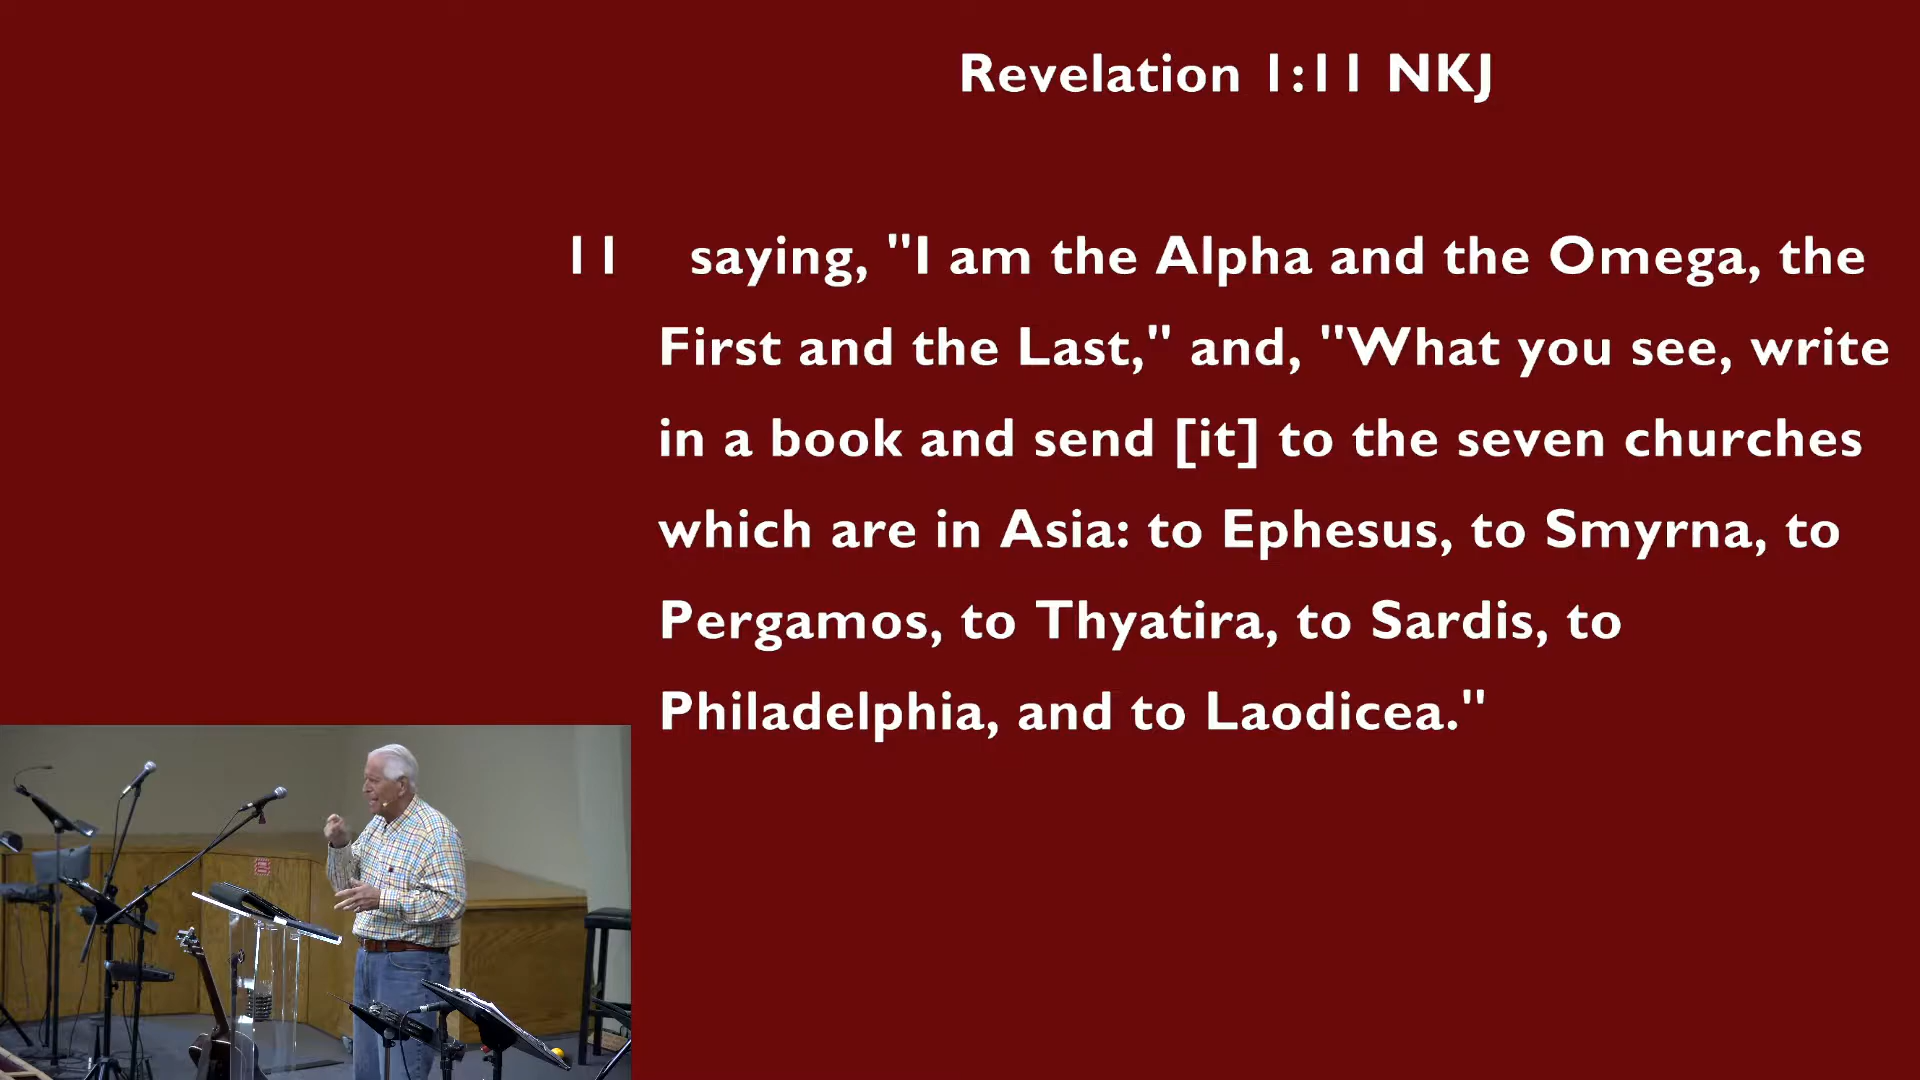 Revelation 1:11 NKJ
11 saying, "I am the Alpha and the Omega, the
First and the Last," and, "What you see, write
in a book and send [it] to the seven churches
which are in Asia: to Ephesus, to Smyrna, to
Pergamos, to Thyatira, to Sardis, to
Philadelphia, and to Laodicea."